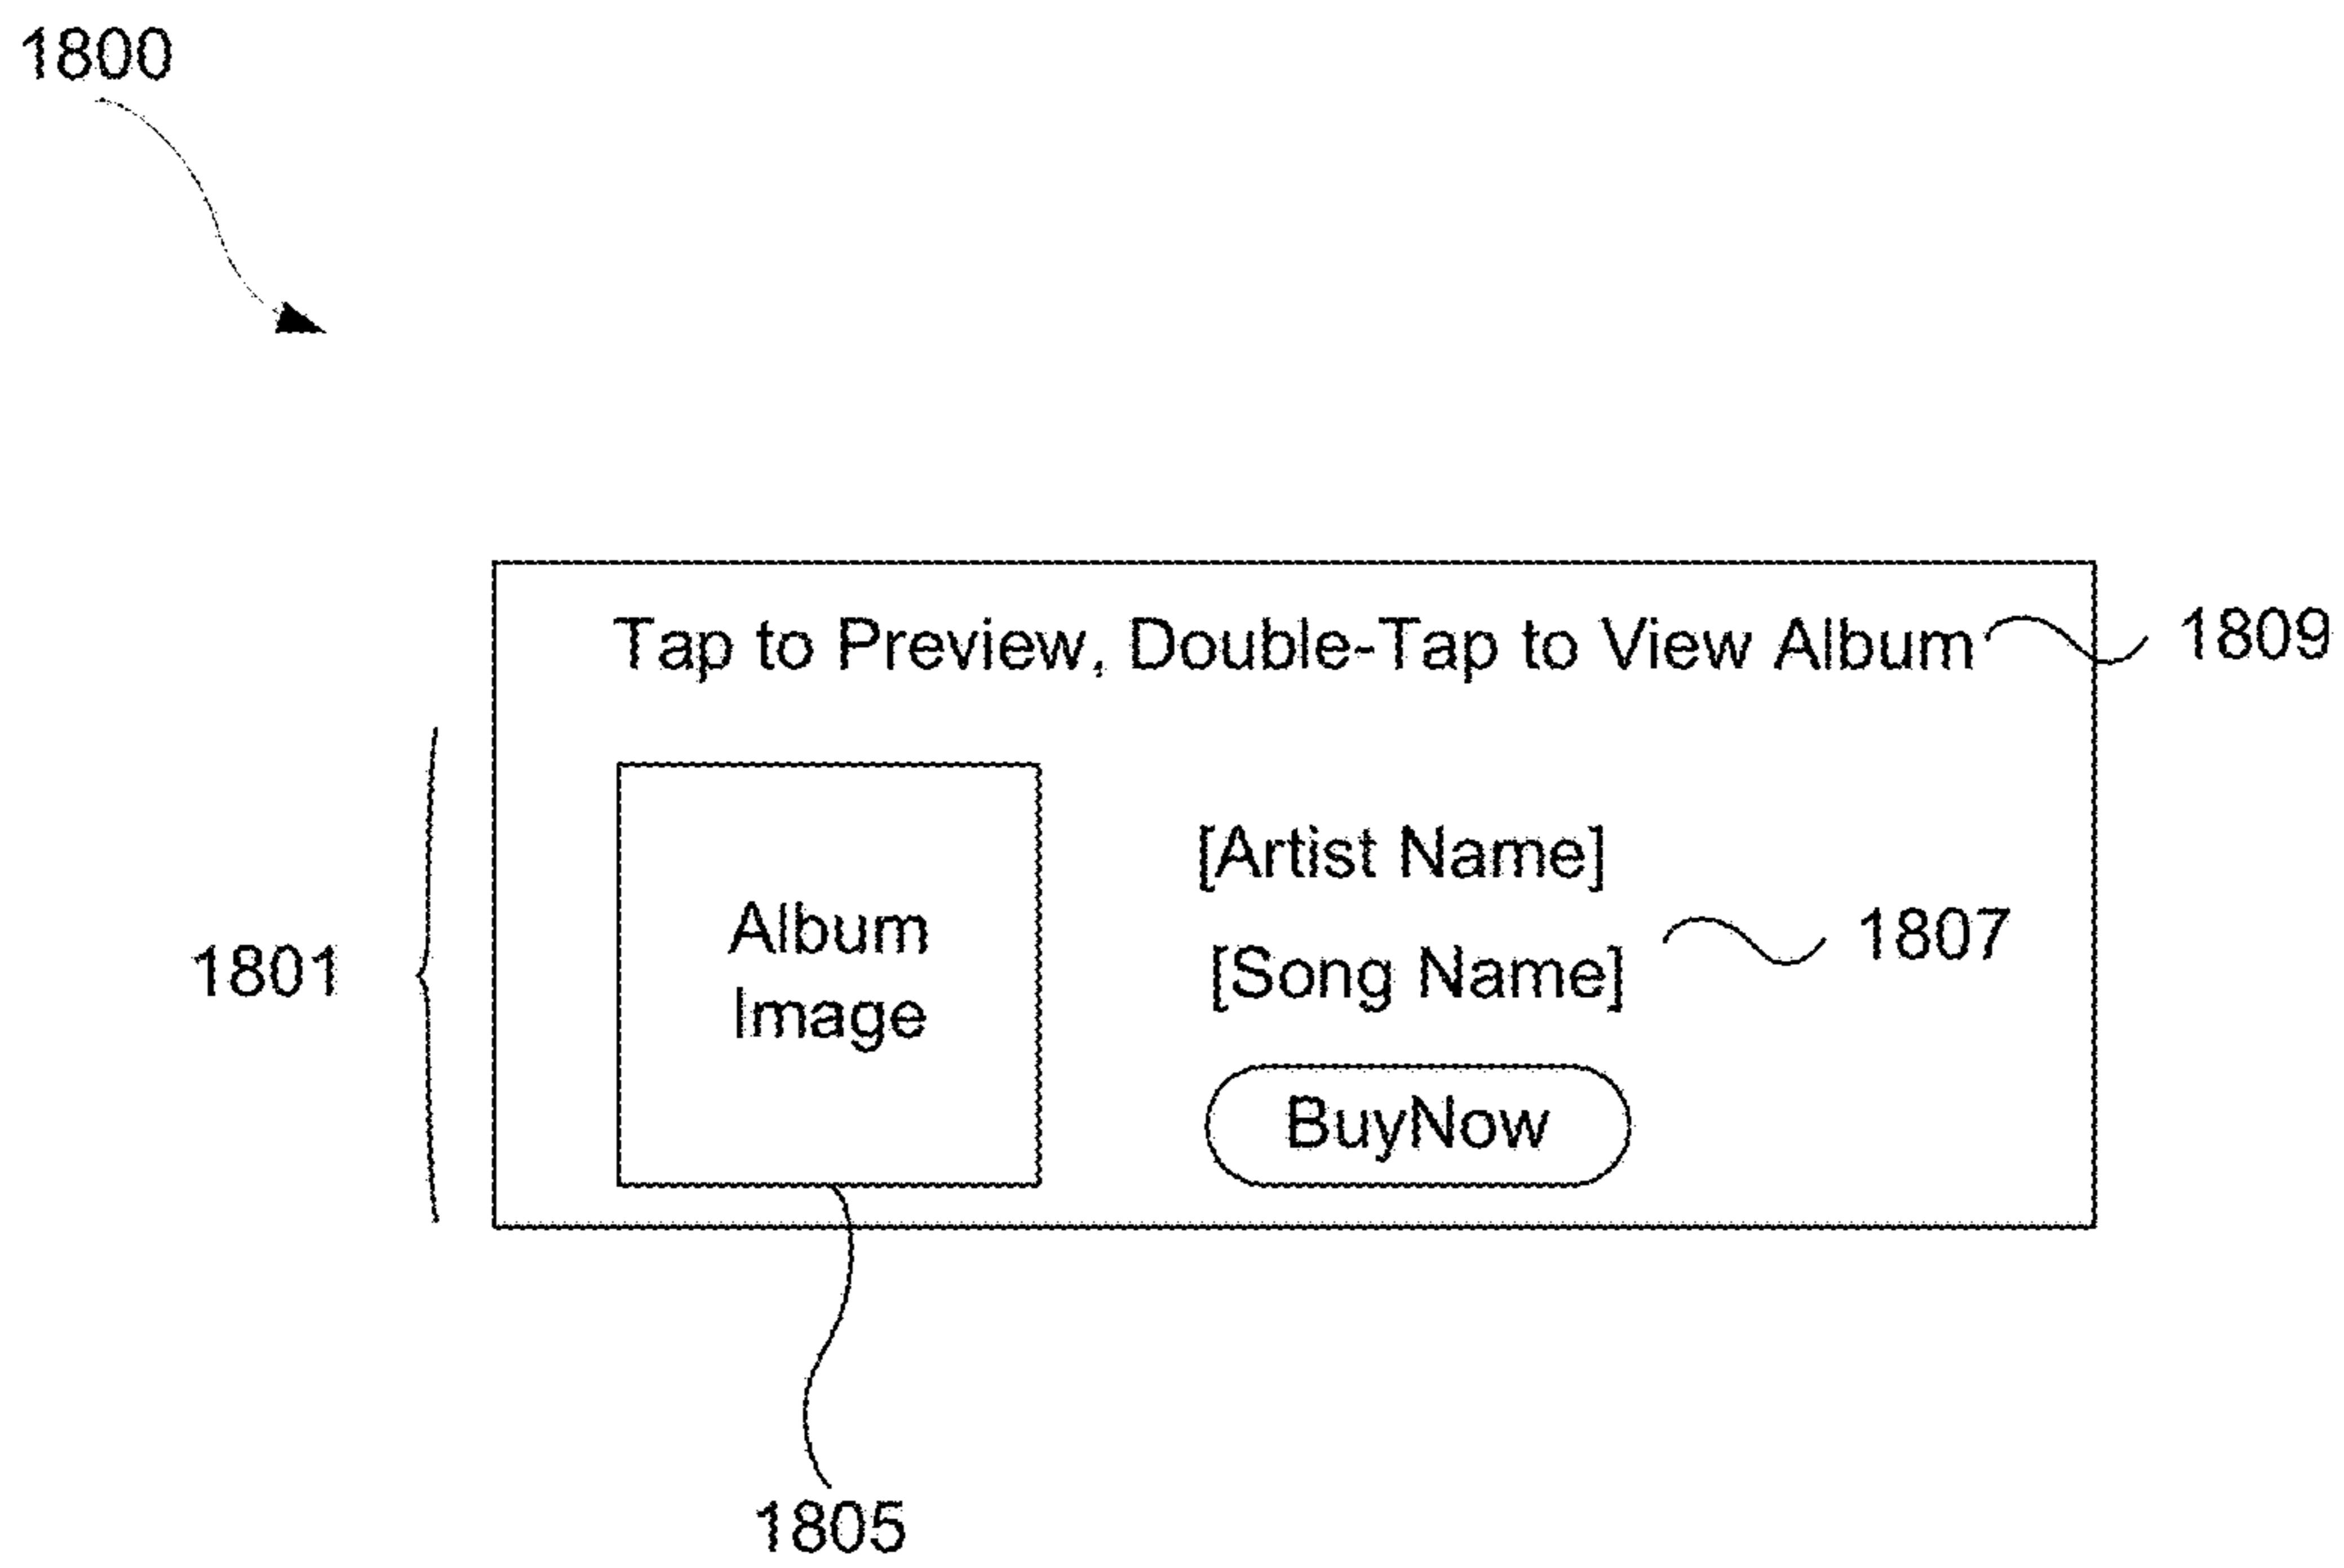 1800
Tap to Preview, Double-Tap to View Album
1809
[Artist Name]
1807
Album
Image
[Song Name]
1801
BuyNow
1805